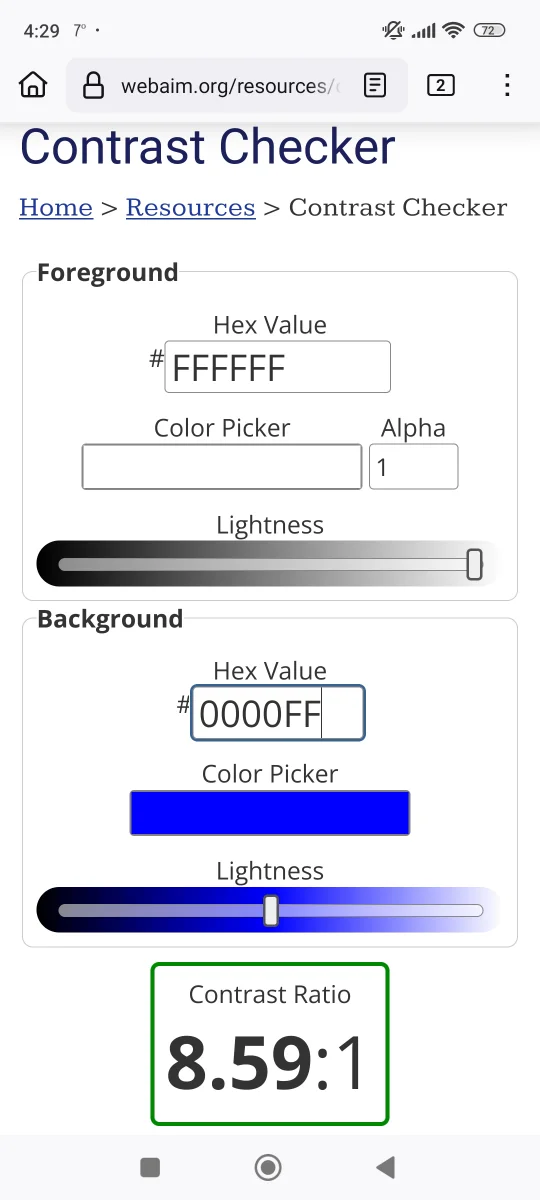 4:29 7° · 72
webaim.org/resources/ 2
Contrast Checker
Home > Resources > Contrast Checker
Foreground
Hex Value
# FFFFFF
Color Picker Alpha
1
Lightness
Background
Hex Value
# 0000FF
Color Picker
Lightness
Contrast Ratio
8.59:1